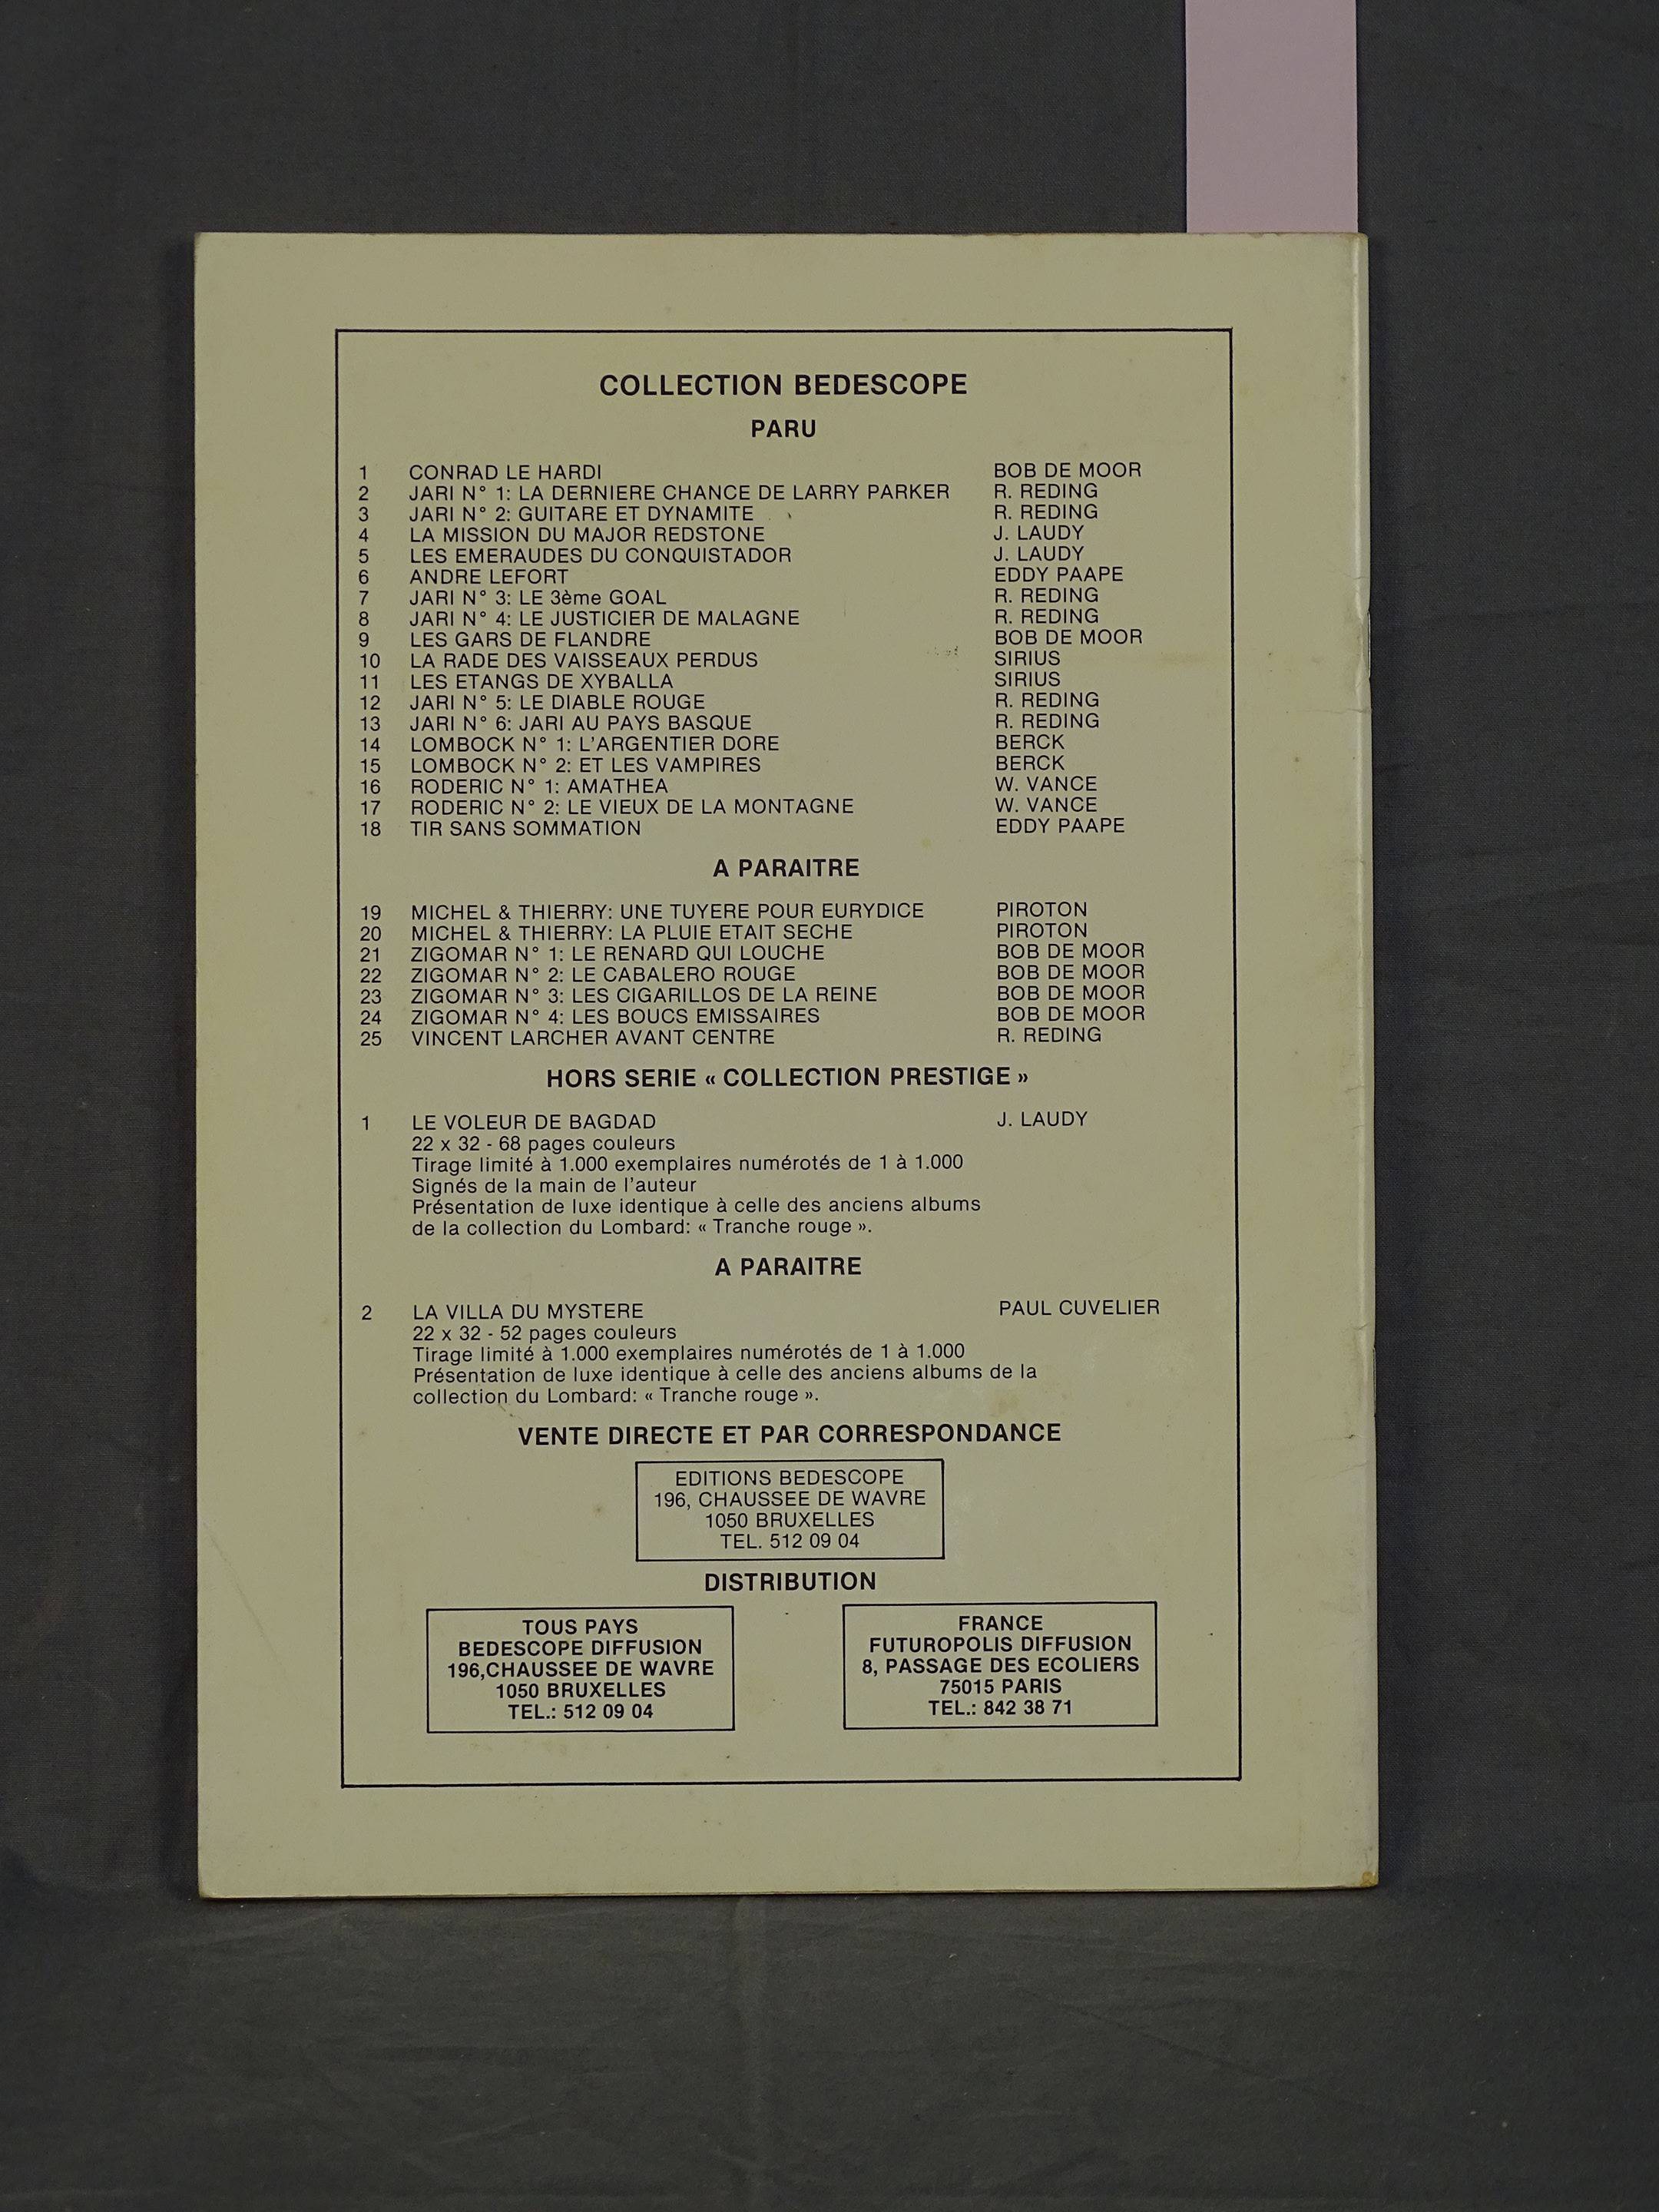 COLLECTION BEDESCOPE
PARU
1 CONRAD LE HARDI BOB DE MOOR
2 JARI N° 1: LA DERNIERE CHANCE DE LARRY PARKER R. REDING
3 JARI N° 2: GUITARE ET DYNAMITE R. REDING
4 LA MISSION DU MAJOR REDSTONE J. LAUDY
5 LES EMERAUDES DU CONQUISTADOR J. LAUDY
6 ANDRE LEFORT EDDY PAAPE
7 JARI N° 3: LE 3ème GOAL R. REDING
8 JARI N° 4: LE JUSTICIER DE MALAGNE R. REDING
9 LES GARS DE FLANDRE BOB DE MOOR
10 LA RADE DES VAISSEAUX PERDUS SIRIUS
11 LES ETANGS DE XYBALLA SIRIUS
12 JARI N° 5: LE DIABLE ROUGE R. REDING
13 JARI N° 6: JARI AU PAYS BASQUE R. REDING
14 LOMBOCK N° 1: L'ARGENTIER DORE BERCK
15 LOMBOCK N° 2: ET LES VAMPIRES BERCK
16 RODERIC N° 1: AMATHEA W. VANCE
17 RODERIC N° 2: LE VIEUX DE LA MONTAGNE W. VANCE
18 TIR SANS SOMMATION EDDY PAAPE
A PARAITRE
19 MICHEL & THIERRY: UNE TUYERE POUR EURYDICE PIROTON
20 MICHEL & THIERRY: LA PLUIE ETAIT SECHE PIROTON
21 ZIGOMAR N° 1: LE RENARD QUI LOUCHE BOB DE MOOR
22 ZIGOMAR N° 2: LE CABALERO ROUGE BOB DE MOOR
23 ZIGOMAR N° 3: LES CIGARILLOS DE LA REINE BOB DE MOOR
24 ZIGOMAR N° 4: LES BOUCS EMISSAIRES BOB DE MOOR
25 VINCENT LARCHER AVANT CENTRE R. REDING
HORS SERIE « COLLECTION PRESTIGE »
1 LE VOLEUR DE BAGDAD J. LAUDY
22 x 32 - 68 pages couleurs
Tirage limité à 1.000 exemplaires numérotés de 1 à 1.000
Signés de la main de l'auteur
Présentation de luxe identique à celle des anciens albums
de la collection du Lombard: « Tranche rouge ».
A PARAITRE
2 LA VILLA DU MYSTERE PAUL CUVELIER
22 x 32 - 52 pages couleurs
Tirage limité à 1.000 exemplaires numérotés de 1 à 1.000
Présentation de luxe identique à celle des anciens albums de la
collection du Lombard: « Tranche rouge ».
VENTE DIRECTE ET PAR CORRESPONDANCE
EDITIONS BEDESCOPE
196, CHAUSSEE DE WAVRE
1050 BRUXELLES
TEL. 512 09 04
DISTRIBUTION
TOUS PAYS
BEDESCOPE DIFFUSION
196,CHAUSSEE DE WAVRE
1050 BRUXELLES
TEL.: 512 09 04
FRANCE
FUTUROPOLIS DIFFUSION
8, PASSAGE DES ECOLIERS
75015 PARIS
TEL.: 842 38 71